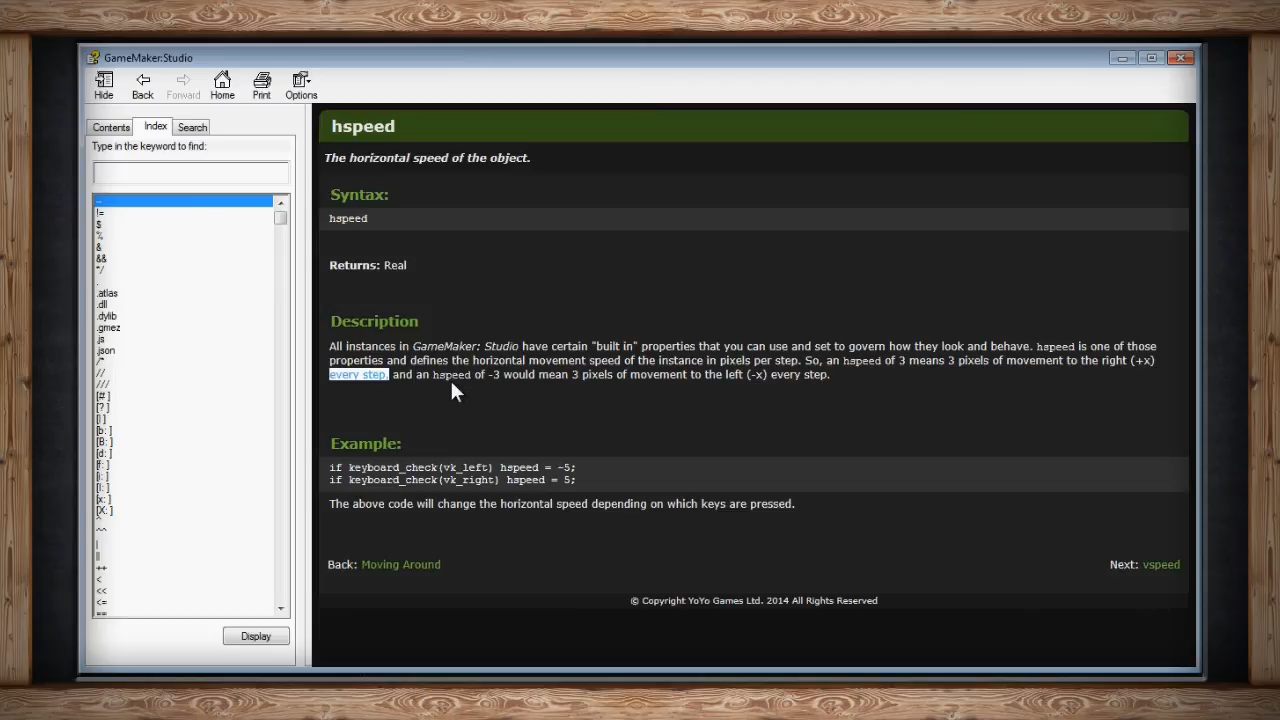 GameMaker:Studio
Hide Back Forward Home Print Options
Contents Index Search
Type in the keyword to find:
--
!=
$
%
&
&&
*/
.
.atlas
.dll
.dylib
.gmez
.js
.json
/*
//
///
[# ]
[? ]
[| ]
[b: ]
[B: ]
[d: ]
[f: ]
[i: ]
[l: ]
[x: ]
[X: ]
^
^^
|
||
++
<
<<
<=
==
Display
hspeed
The horizontal speed of the object.
Syntax:
hspeed
Returns: Real
Description
All instances in GameMaker: Studio have certain "built in" properties that you can use and set to govern how they look and behave. hspeed is one of those
properties and defines the horizontal movement speed of the instance in pixels per step. So, an hspeed of 3 means 3 pixels of movement to the right (+x)
every step, and an hspeed of -3 would mean 3 pixels of movement to the left (-x) every step.
Example:
if keyboard_check(vk_left) hspeed = -5;
if keyboard_check(vk_right) hspeed = 5;
The above code will change the horizontal speed depending on which keys are pressed.
Back: Moving Around
Next: vspeed
© Copyright YoYo Games Ltd. 2014 All Rights Reserved